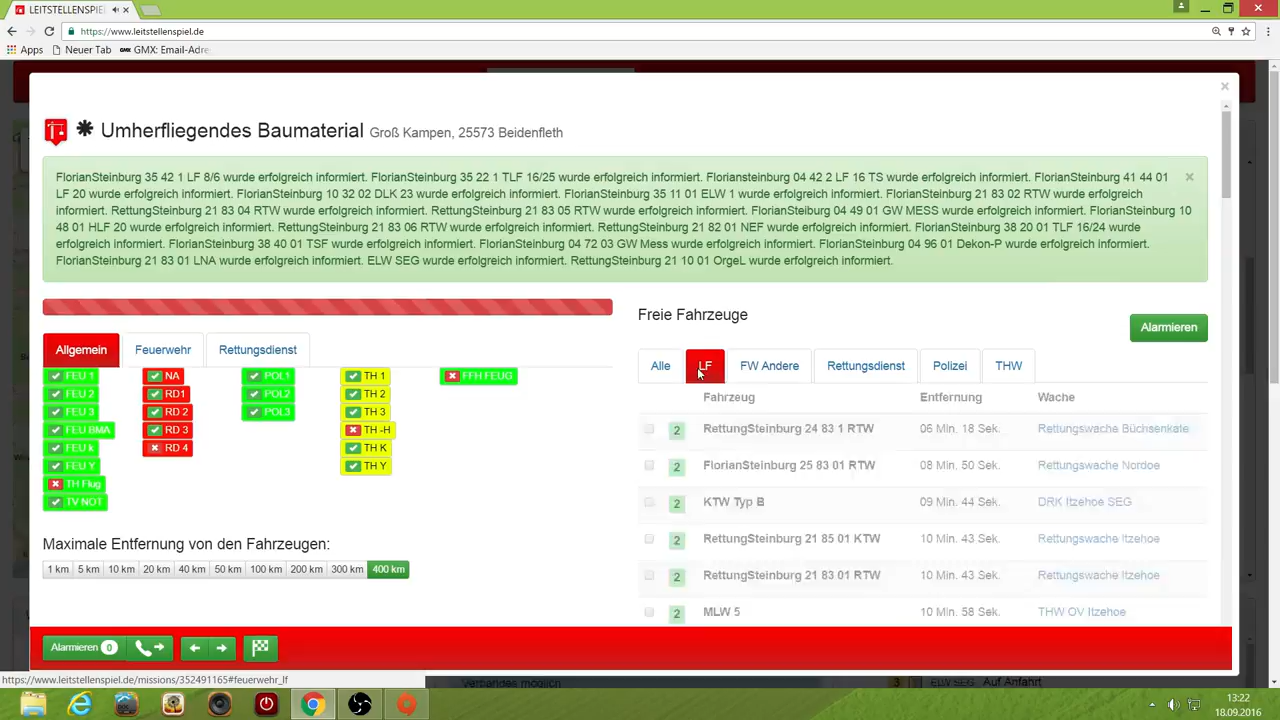 LEITSTELLENSPIEL
https://www.leitstellenspiel.de
Apps Neuer Tab GMX: Email-Adre
Umherfliegendes Baumaterial Groß Kampen, 25573 Beidenfleth
FlorianSteinburg 35 42 1 LF 8/6 wurde erfolgreich informiert. FlorianSteinburg 35 22 1 TLF 16/25 wurde erfolgreich informiert. Floriansteinburg 04 42 2 LF 16 TS wurde erfolgreich informiert. FlorianSteinburg 41 44 01
LF 20 wurde erfolgreich informiert. FlorianSteinburg 10 32 02 DLK 23 wurde erfolgreich informiert. FlorianSteinburg 35 11 01 ELW 1 wurde erfolgreich informiert. FlorianSteinburg 21 83 02 RTW wurde erfolgreich
informiert. RettungSteinburg 21 83 04 RTW wurde erfolgreich informiert. RettungSteinburg 21 83 05 RTW wurde erfolgreich informiert. FlorianSteiburg 04 49 01 GW MESS wurde erfolgreich informiert. FlorianSteinburg 10
48 01 HLF 20 wurde erfolgreich informiert. RettungSteinburg 21 83 06 RTW wurde erfolgreich informiert. RettungSteinburg 21 82 01 NEF wurde erfolgreich informiert. FlorianSteinburg 38 20 01 TLF 16/24 wurde
erfolgreich informiert. FlorianSteinburg 38 40 01 TSF wurde erfolgreich informiert. FlorianSteinburg 04 72 03 GW Mess wurde erfolgreich informiert. FlorianSteinburg 04 96 01 Dekon-P wurde erfolgreich informiert.
FlorianSteinburg 21 83 01 LNA wurde erfolgreich informiert. ELW SEG wurde erfolgreich informiert. RettungSteinburg 21 10 01 OrgeL wurde erfolgreich informiert.
Freie Fahrzeuge
Alarmieren
Allgemein Feuerwehr Rettungsdienst
Alle LF FW Andere Rettungsdienst Polizei THW
FEU 1 NA POL1 TH 1 FFH FEUG
FEU 2 RD1 POL2 TH 2
FEU 3 RD 2 POL3 TH 3
FEU BMA RD 3 TH -H
FEU k RD 4 TH K
FEU Y TH Y
TH Flug
TV NOT
Fahrzeug Entfernung Wache
2 RettungSteinburg 24 83 1 RTW 06 Min. 18 Sek. Rettungswache Büchsenkate
2 FlorianSteinburg 25 83 01 RTW 08 Min. 50 Sek. Rettungswache Nordoe
2 KTW Typ B 09 Min. 44 Sek. DRK Itzehoe SEG
2 RettungSteinburg 21 85 01 KTW 10 Min. 43 Sek. Rettungswache Itzehoe
2 RettungSteinburg 21 83 01 RTW 10 Min. 43 Sek. Rettungswache Itzehoe
2 MLW 5 10 Min. 58 Sek. THW OV Itzehoe
Maximale Entfernung von den Fahrzeugen:
1 km 5 km 10 km 20 km 40 km 50 km 100 km 200 km 300 km 400 km
Alarmieren 0
https://www.leitstellenspiel.de/missions/352491165#feuerwehr_lf
Verbandes möglich
3 ELW SEG Auf Anfahrt
13:22
18.09.2016